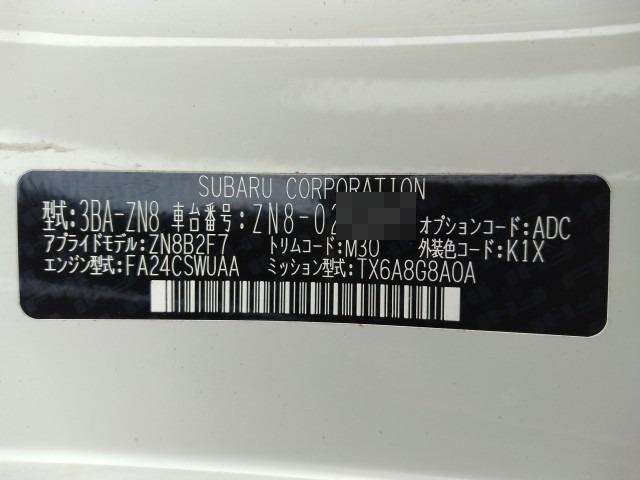 SUBARU CORPORATION
型式:3BA-ZN8 車台番号:ZN8-02 オプションコード:ADC
アプライドモデル:ZN8B2F7 トリムコード:M30 外装色コード:K1X
エンジン型式:FA24CSWUAA ミッション型式:TX6A8G8A0A